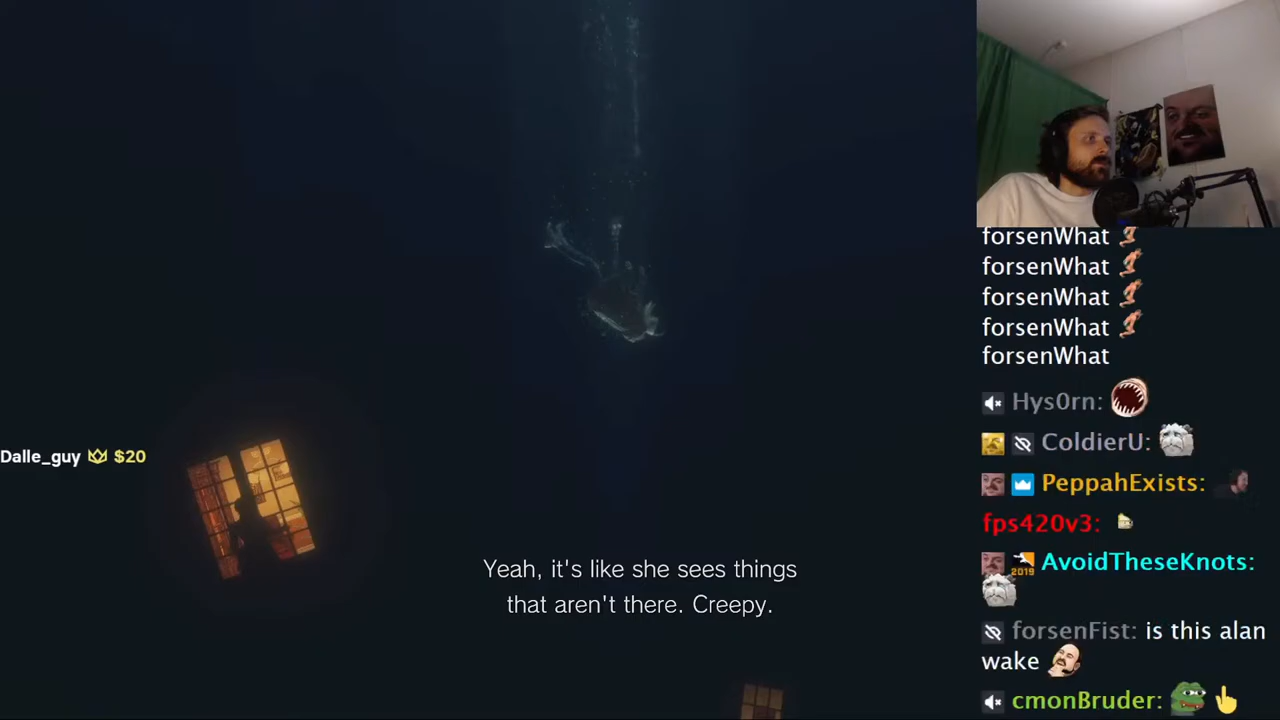 forsenWhat
forsenWhat
forsenWhat
forsenWhat
forsenWhat
Hys0rn:
ColdierU:
Dalle_guy $20
PeppahExists:
fps420v3:
2019 AvoidTheseKnots:
Yeah, it's like she sees things
that aren't there. Creepy.
forsenFist: is this alan
wake
cmonBruder: